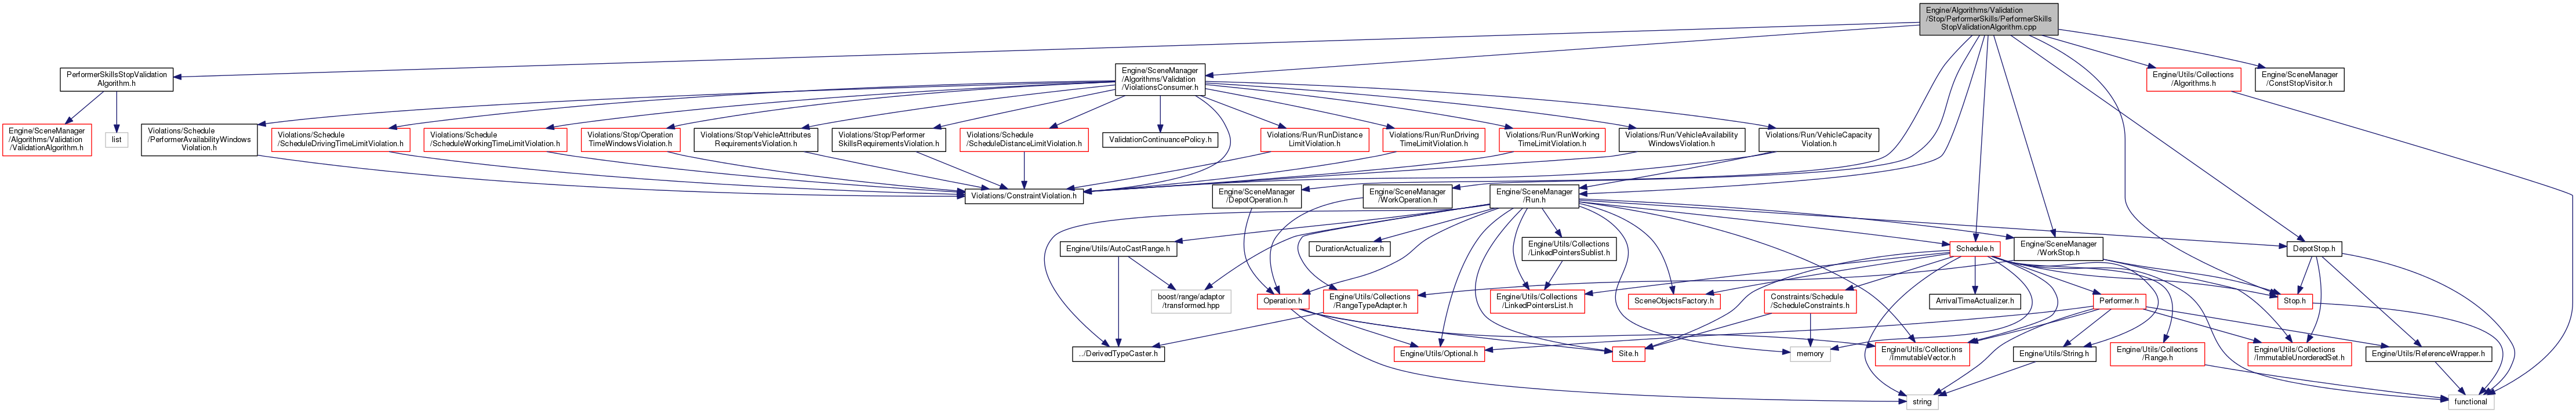 Engine/Algorithms/Validation
/Stop/PerformerSkills/PerformerSkills
StopValidationAlgorithm.cpp
PerformerSkillsStopValidation
Algorithm.h
Engine/SceneManager
/Algorithms/Validation
/ViolationsConsumer.h
Engine/Utils/Collections
/Algorithms.h
Engine/SceneManager
/ConstStopVisitor.h
Engine/SceneManager
/Algorithms/Validation
/ValidationAlgorithm.h
list
Violations/Schedule
/PerformerAvailabilityWindows
Violation.h
Violations/Schedule
/ScheduleDrivingTimeLimitViolation.h
Violations/Schedule
/ScheduleWorkingTimeLimitViolation.h
Violations/Stop/Operation
TimeWindowsViolation.h
Violations/Stop/VehicleAttributes
RequirementsViolation.h
Violations/Stop/Performer
SkillsRequirementsViolation.h
Violations/Schedule
/ScheduleDistanceLimitViolation.h
ValidationContinuancePolicy.h
Violations/Run/RunDistance
LimitViolation.h
Violations/Run/RunDriving
TimeLimitViolation.h
Violations/Run/RunWorking
TimeLimitViolation.h
Violations/Run/VehicleAvailability
WindowsViolation.h
Violations/Run/VehicleCapacity
Violation.h
Violations/ConstraintViolation.h
Engine/SceneManager
/DepotOperation.h
Engine/SceneManager
/WorkOperation.h
Engine/SceneManager
/Run.h
Engine/Utils/AutoCastRange.h
DurationActualizer.h
Engine/Utils/Collections
/LinkedPointersSublist.h
Schedule.h
Engine/SceneManager
/WorkStop.h
DepotStop.h
boost/range/adaptor
/transformed.hpp
Operation.h
Engine/Utils/Collections
/RangeTypeAdapter.h
Engine/Utils/Collections
/LinkedPointersList.h
SceneObjectsFactory.h
Constraints/Schedule
/ScheduleConstraints.h
ArrivalTimeActualizer.h
Performer.h
Stop.h
../DerivedTypeCaster.h
Engine/Utils/Optional.h
Site.h
memory
Engine/Utils/Collections
/ImmutableVector.h
Engine/Utils/String.h
Engine/Utils/Collections
/Range.h
Engine/Utils/Collections
/ImmutableUnorderedSet.h
Engine/Utils/ReferenceWrapper.h
string
functional